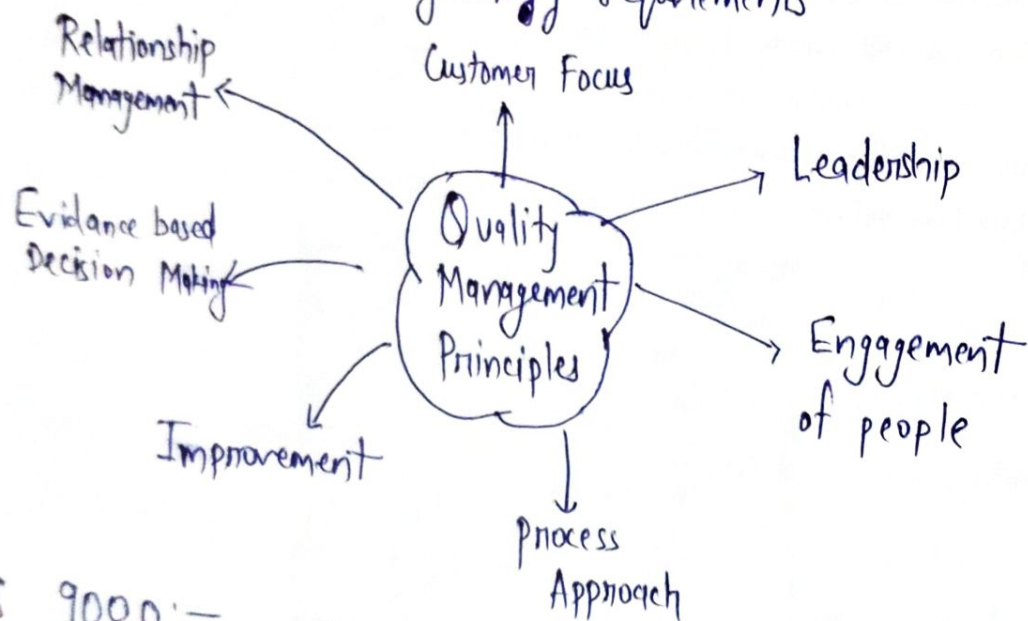 requirements
Customer Focus
Relationship
Management
Leadership
Evidance based
Decision Making
Quality
Management
Principles
Engagement
of people
Improvement
Process
Approach
9000:-